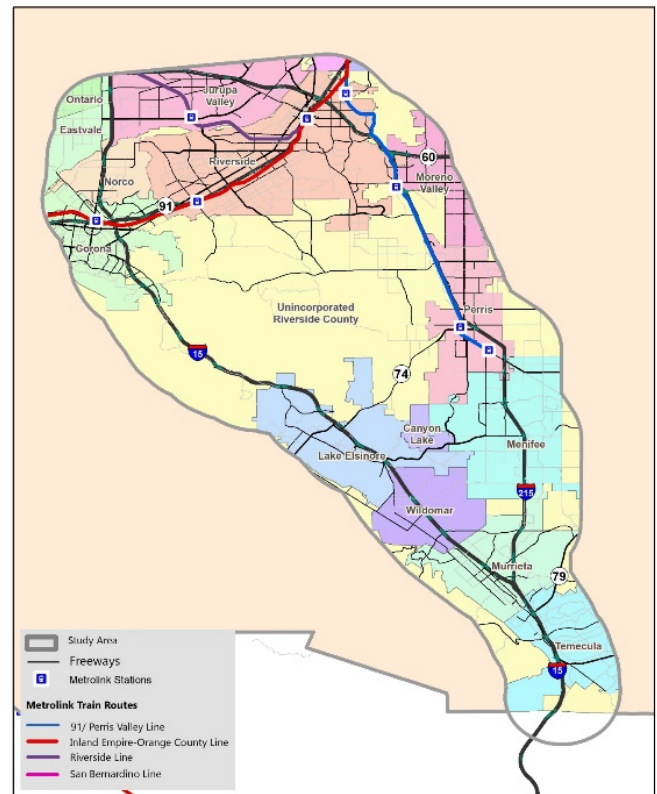 Ontario
Jurupa
Valley
Eastvale
Riverside
60
Norco
Moreno
Valley
91
Corona
Unincorporated
Riverside County
Perris
15
74
Canyon
Lake
Menifee
Lake Elsinore
215
Wildomar
Murrieta
79
Temecula
15
Study Area
Freeways
Metrolink Stations
Metrolink Train Routes
91/ Perris Valley Line
Inland Empire-Orange County Line
Riverside Line
San Bernardino Line